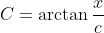 C = arctan x/c